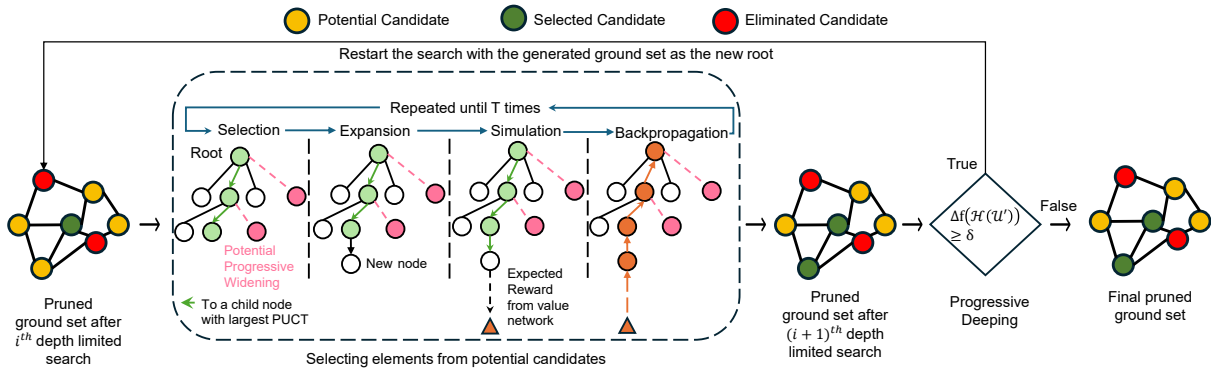 Potential Candidate
Selected Candidate
Eliminated Candidate
Restart the search with the generated ground set as the new root
Repeated until T times
Selection
Expansion
Simulation
Backpropagation
Root
Potential
Progressive
Widening
New node
Expected
Reward
from value
network
To a child node
with largest PUCT
Selecting elements from potential candidates
Pruned
ground set after
𝑖𝑡ℎ depth limited
search
Pruned
ground set after
(𝑖 + 1)𝑡ℎ depth
limited search
True
Δf(ℋ(𝒰′))
≥ δ
False
Progressive
Deeping
Final pruned
ground set